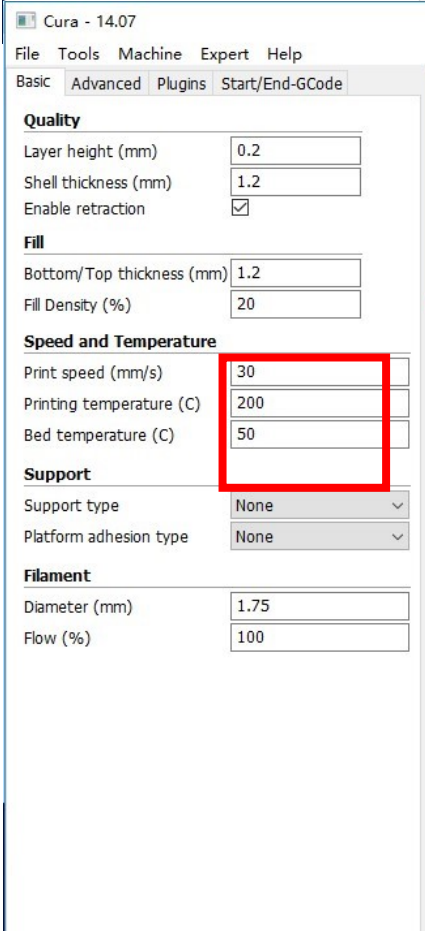 Cura - 14.07
File Tools Machine Expert Help
Basic Advanced Plugins Start/End-GCode
Quality
Layer height (mm) 0.2
Shell thickness (mm) 1.2
Enable retraction
Fill
Bottom/Top thickness (mm) 1.2
Fill Density (%) 20
Speed and Temperature
Print speed (mm/s) 30
Printing temperature (C) 200
Bed temperature (C) 50
Support
Support type None
Platform adhesion type None
Filament
Diameter (mm) 1.75
Flow (%) 100